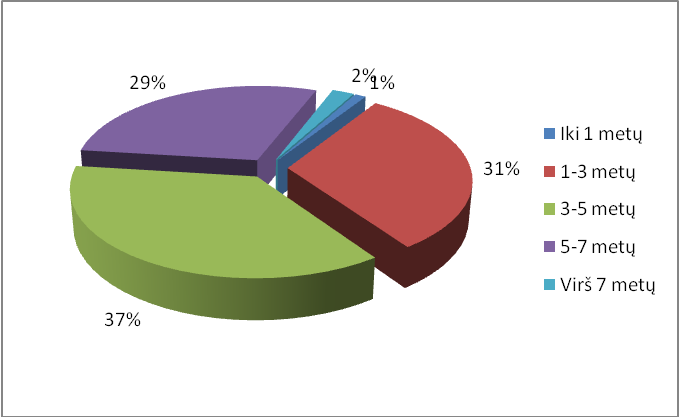 29%
2%
1%
31%
37%
Iki 1 metų
1-3 metų
3-5 metų
5-7 metų
Virš 7 metų